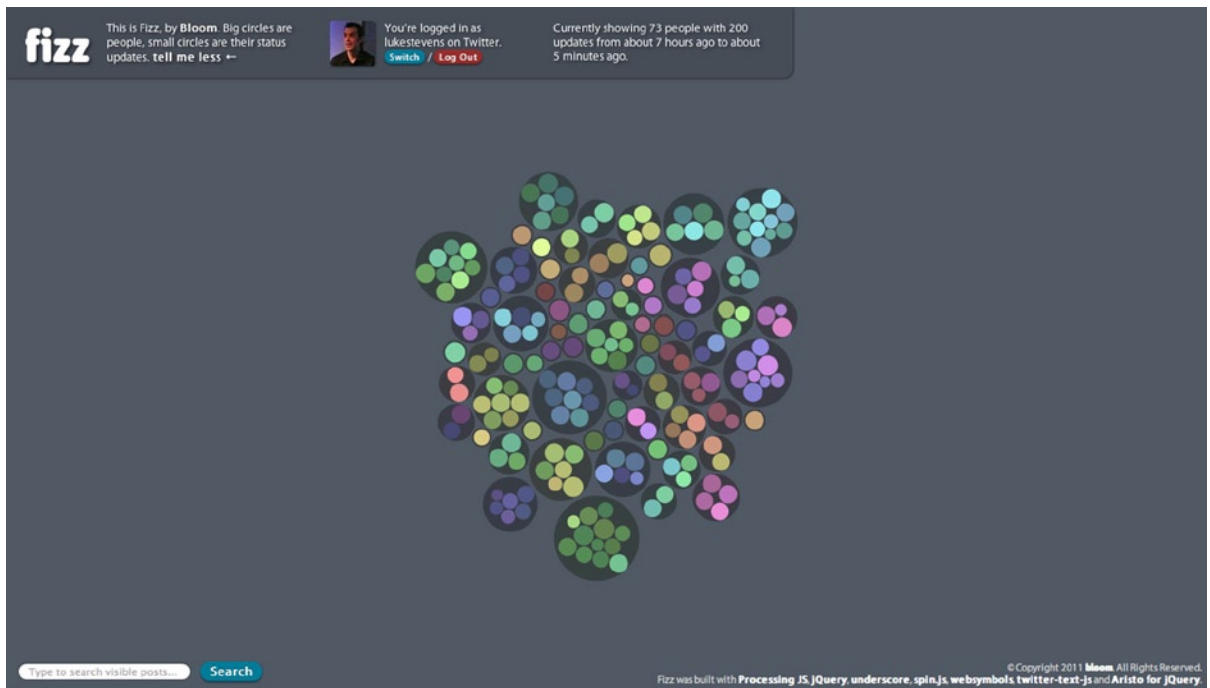 fizz
This is Fizz, by Bloom. Big circles are
people, small circles are their status
updates. tell me less ←
You're logged in as
lukestevens on Twitter.
Switch / Log Out
Currently showing 73 people with 200
updates from about 7 hours ago to about
5 minutes ago.
Type to search visible posts...
Search
© Copyright 2011 bloom. All Rights Reserved.
Fizz was built with Processing JS, jQuery, underscore, spin.js, websymbols, twitter-text-js and Aristo for jQuery.